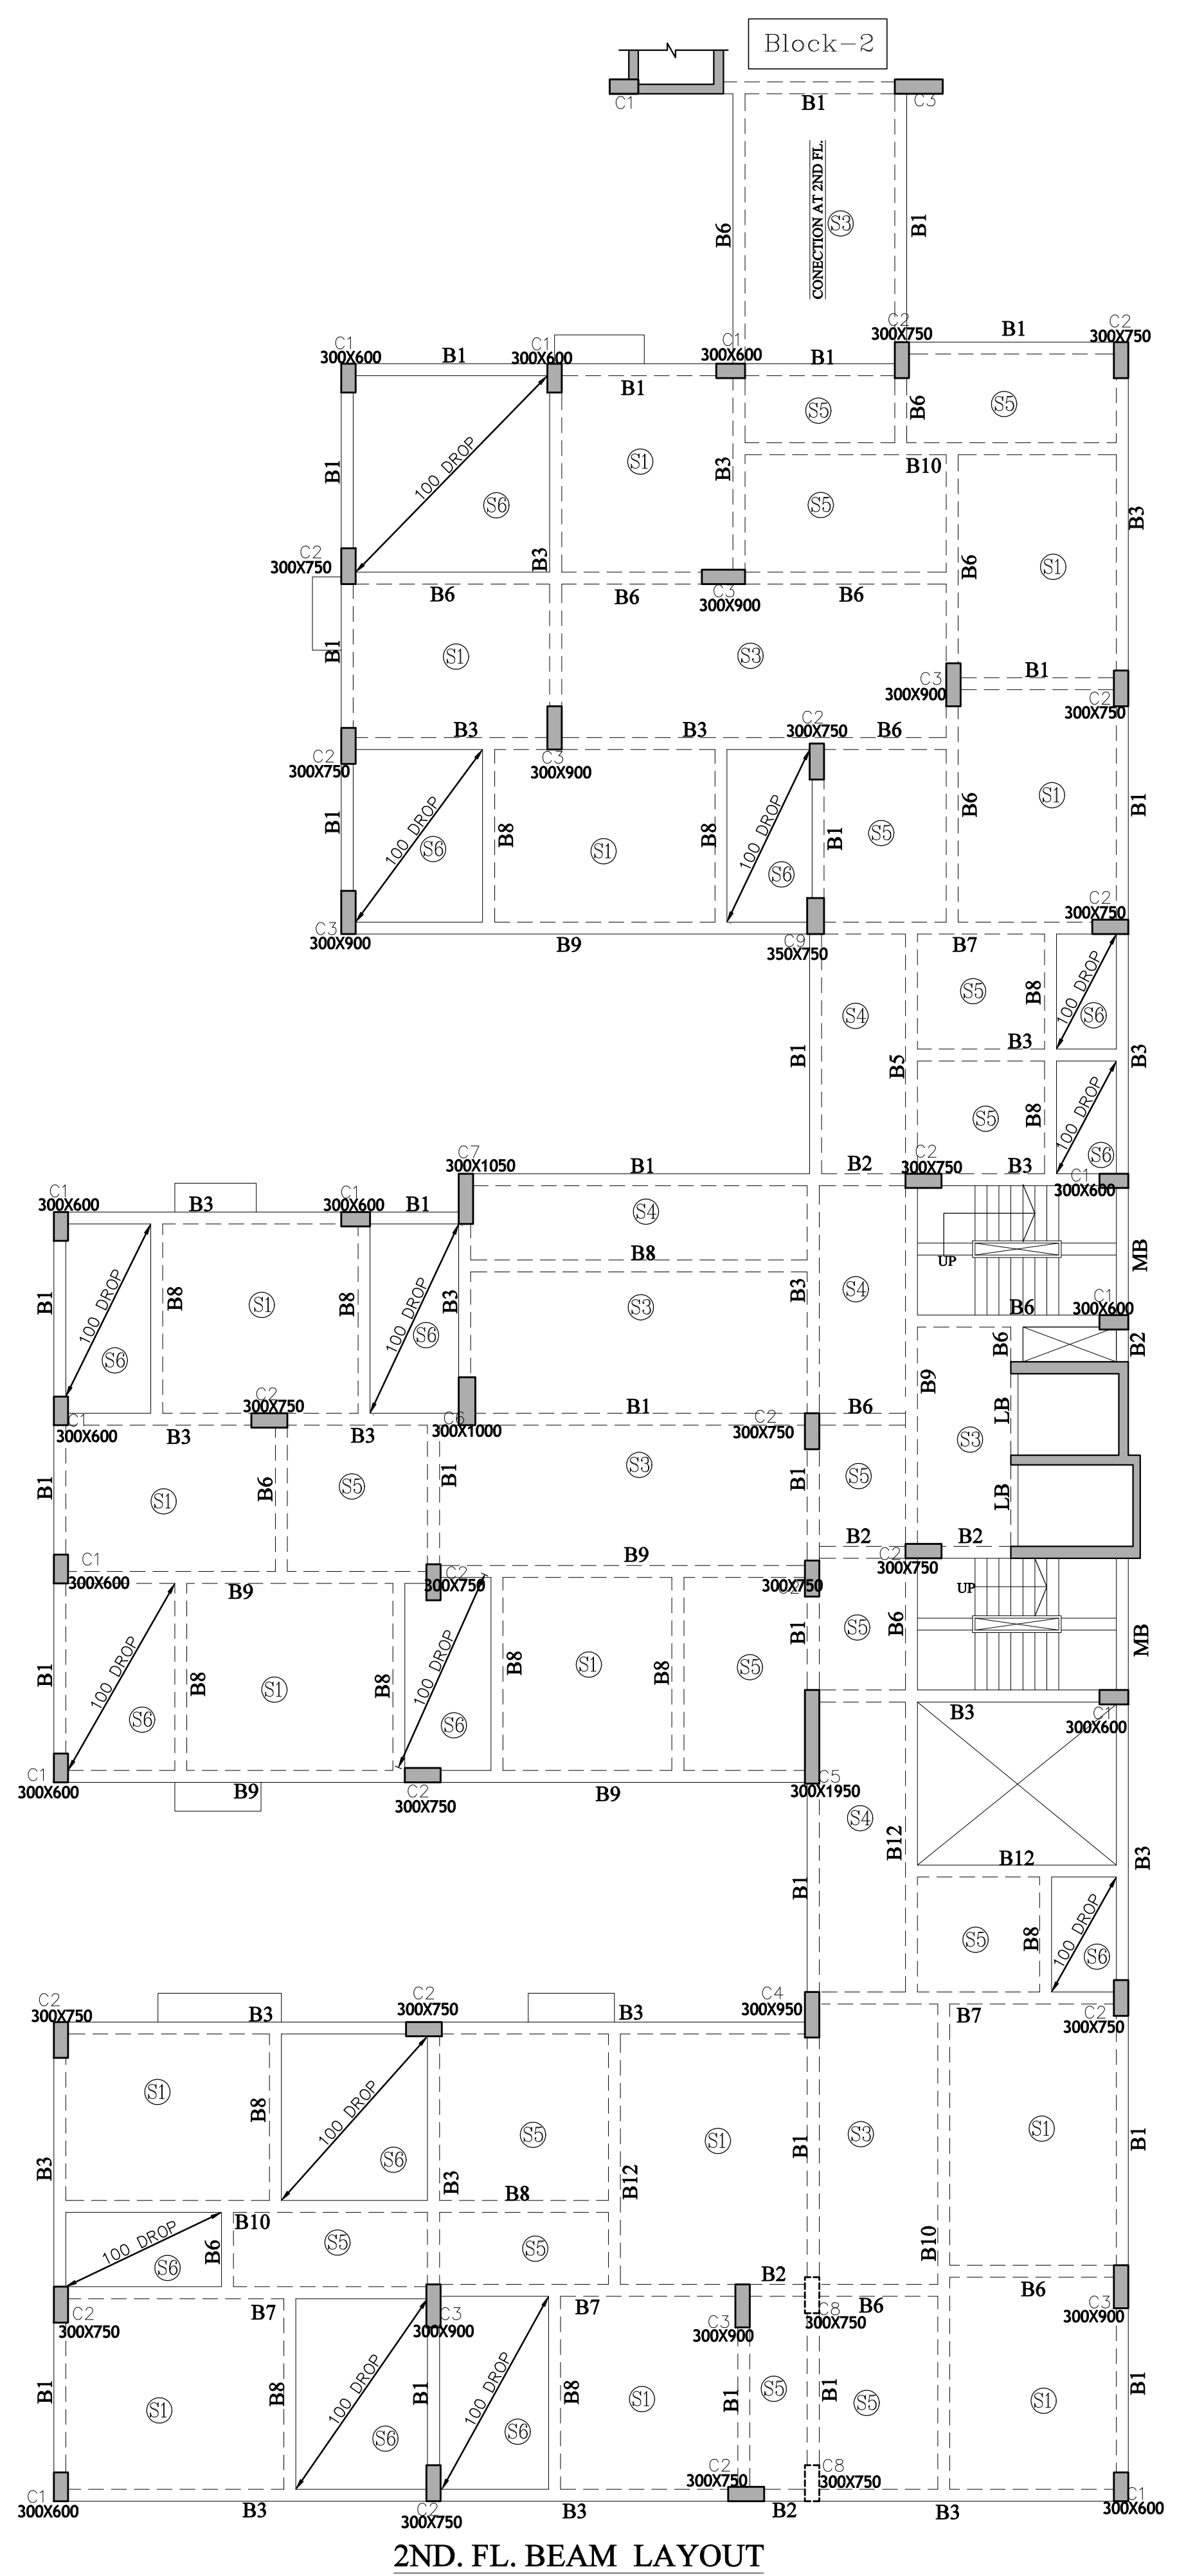 Block-2
C1
C3
B1
CONECTION AT 2ND FL.
S3
B6
B1
C1
300X600
B1
C1
300X600
B1
C1
300X600
B1
C2
300X750
B1
C2
300X750
B1
100 DROP
S6
S1
B3
B3
S5
B6
S5
B10
S5
B3
C2
300X750
B6
B6
C3
300X900
B6
B6
S1
B1
S1
S3
C3
300X900
B1
C2
300X750
B3
B3
C2
300X750
B6
C2
300X750
C3
300X900
B1
100 DROP
S6
B8
S1
B8
100 DROP
S6
B1
S5
B6
S1
B1
C3
300X900
B9
C9
350X750
C2
300X750
B7
S5
B8
100 DROP
S6
S4
B1
B5
B3
B3
S5
B8
100 DROP
S6
C7
300X1050
B1
B2
C2
300X750
B3
C1
300X600
C1
300X600
B3
C1
300X600
B1
S4
B8
UP
MB
B1
100 DROP
S6
B8
S1
B8
100 DROP
S6
B3
S3
B3
S4
B6
C1
300X600
B6
B2
B9
LB
C1
300X600
B3
C2
300X750
B3
C6
300X1000
B1
C2
300X750
B6
S3
B1
S1
B6
S5
B1
S3
B1
S5
LB
B2
B2
C2
300X750
C1
300X600
B9
C2
300X750
B9
300X750
C2
UP
B1
100 DROP
S6
B8
S1
B8
100 DROP
S6
B8
S1
B8
S5
B1
S5
B6
MB
B3
C1
300X600
C1
300X600
B9
C2
300X750
B9
C5
300X1950
S4
B12
B12
B3
B1
S5
B8
100 DROP
S6
C2
300X750
B3
C2
300X750
B3
C4
300X950
B7
C2
300X750
S1
B8
100 DROP
S6
B3
B3
S5
B12
S1
B1
S3
S1
B1
B8
100 DROP
S6
B6
B10
S5
S5
B10
C2
300X750
B7
C3
300X900
B7
B2
C3
300X900
C8
300X750
B6
B6
C3
300X900
B1
S1
B8
100 DROP
S6
B1
100 DROP
S6
B8
S1
B1
S5
B1
S5
S1
B1
C1
300X600
B3
C2
300X750
B3
C2
300X750
B2
C8
300X750
B3
C1
300X600
2ND. FL. BEAM LAYOUT